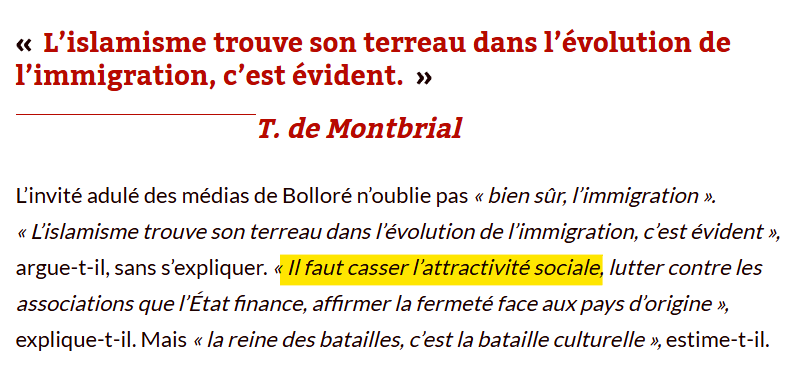 « L’islamisme trouve son terreau dans l’évolution de
l’immigration, c’est évident. »
T. de Montbrial
L’invité adulé des médias de Bolloré n’oublie pas « bien sûr, l’immigration ».
« L’islamisme trouve son terreau dans l’évolution de l’immigration, c’est évident »,
argue-t-il, sans s’expliquer. « Il faut casser l’attractivité sociale, lutter contre les
associations que l’État finance, affirmer la fermeté face aux pays d’origine »,
explique-t-il. Mais « la reine des batailles, c’est la bataille culturelle », estime-t-il.